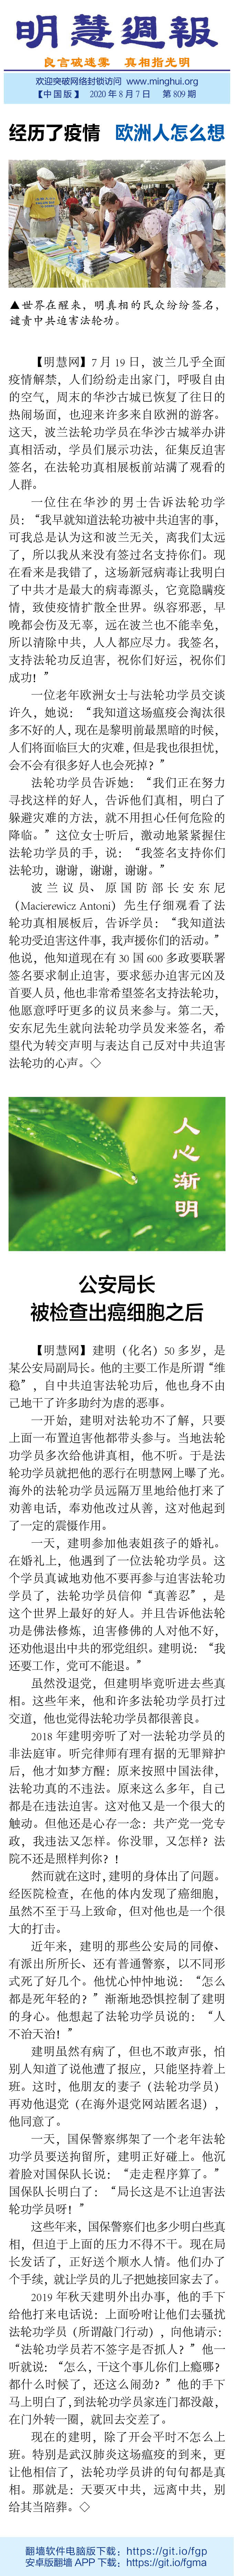 明慧週報
良言破迷雾 真相指光明
欢迎突破网络封锁访问 www.minghui.org
【中国版】 2020年8月7日 第809期
经历了疫情 欧洲人怎么想
▲世界在醒来，明真相的民众纷纷签名，
谴责中共迫害法轮功。
【明慧网】7月19日，波兰几乎全面
疫情解禁，人们纷纷走出家门，呼吸自由
的空气，周末的华沙古城已恢复了往日的
热闹场面，也迎来许多来自欧洲的游客。
这天，波兰法轮功学员在华沙古城举办讲
真相活动，学员们展示功法，征集反迫害
签名，在法轮功真相展板前站满了观看的
人群。
一位住在华沙的男士告诉法轮功学
员：“我早就知道法轮功被中共迫害的事，
可我总是认为这和波兰无关，离我们太远
了，所以我从来没有签过名支持你们。现
在看来是我错了，这场新冠病毒让我明白
了中共才是最大的病毒源头，它竟隐瞒疫
情，致使疫情扩散全世界。纵容邪恶，早
晚都会伤及无辜，远在波兰也不能幸免，
所以清除中共，人人都应尽力。我签名，
支持法轮功反迫害，祝你们好运，祝你们
成功！”
一位老年欧洲女士与法轮功学员交谈
许久，她说：“我知道这场瘟疫会淘汰很
多不好的人，现在是黎明前最黑暗的时候，
人们将面临巨大的灾难，但是我也很担忧，
会不会有很多好人也会死掉？”
法轮功学员告诉她：“我们正在努力
寻找这样的好人，告诉他们真相，明白了
躲避灾难的方法，就不用担心任何危险的
降临。”这位女士听后，激动地紧紧握住
法轮功学员的手，说：“我签名支持你们
法轮功，谢谢，谢谢，谢谢。”
波兰议员、原国防部长安东尼
（Macierewicz Antoni）先生仔细观看了法
轮功真相展板后，告诉学员：“我知道法
轮功受迫害这件事，我声援你们的活动。”
他说，他知道现在有30国600多政要联署
签名要求制止迫害，要求惩办迫害元凶及
首要人员，他也非常希望签名支持法轮功，
他愿意呼吁更多的议员来参与。第二天，
安东尼先生就向法轮功学员发来签名，希
望代为转交声明与表达自己反对中共迫害
法轮功的心声。◇
人心渐明
公安局长
被检查出癌细胞之后
【明慧网】建明（化名）50多岁，是
某公安局副局长。他的主要工作是所谓“维
稳”，自中共迫害法轮功后，他也身不由
己地干了许多助纣为虐的恶事。
一开始，建明对法轮功不了解，只要
上面一布置迫害他都带头参与。当地法轮
功学员多次给他讲真相，他不听。于是法
轮功学员就把他的恶行在明慧网上曝了光。
海外的法轮功学员远隔万里地给他打来了
劝善电话，奉劝他改过从善，这对他起到
了一定的震慑作用。
一天，建明参加他表姐孩子的婚礼。
在婚礼上，他遇到了一位法轮功学员。这
个学员真诚地劝他不要再参与迫害法轮功
学员了，法轮功学员信仰“真善忍”，是
这个世界上最好的好人。并且告诉他法轮
功是佛法修炼，迫害修佛的人对他不好，
还劝他退出中共的邪党组织。建明说：“我
还要工作，党可不能退。”
虽然没退党，但建明毕竟听进去些真
相。这些年来，他和许多法轮功学员打过
交道，他也觉得法轮功学员都很善良。
2018年建明旁听了对一法轮功学员的
非法庭审。听完律师有理有据的无罪辩护
后，他才如梦方醒：原来按照中国法律，
法轮功真的不违法。原来这么多年，自己
都是在违法迫害。这对他又是一个很大的
触动。但他还是心存一念：共产党一党专
政，我违法又怎样。你没罪，又怎样？法
院不还是照样判你？！
然而就在这时，建明的身体出了问题。
经医院检查，在他的体内发现了癌细胞，
虽然不至于马上致命，但对他也是一个很
大的打击。
近年来，建明的那些公安局的同僚、
有派出所所长、还有普通警察，以不同形
式死了好几个。他忧心忡忡地说：“怎么
都是死年轻的？”渐渐地恐惧控制了建明
的身心。他想起了法轮功学员说的：“人
不治天治！”
建明虽然有病了，但也不敢声张，怕
别人知道了说他遭了报应，只能坚持着上
班。这时，他朋友的妻子（法轮功学员）
再劝他退党（在海外退党网站匿名退），
他同意了。
一天，国保警察绑架了一个老年法轮
功学员要送拘留所，建明正好碰上。他沉
着脸对国保队长说：“走走程序算了。”
国保队长明白了：“局长这是不让迫害法
轮功学员呀！”
这些年来，国保警察们也多少明白些真
相，但迫于上面的压力不得不干。现在局
长发话了，正好送个顺水人情。他们办了
个手续，就让学员的儿子把她接回家去了。
2019年秋天建明外出办事，他的手下
给他打来电话说：上面吩咐让他们去骚扰
法轮功学员（所谓敲门行动），向他请示：
“法轮功学员若不签字是否抓人？”他一
听就说：“怎么，干这个事儿你们上瘾哪？
都什么时候了，还这么闹劲？”他的手下
马上明白了，到法轮功学员家连门都没敲，
在门外转一圈，就回去交差了。
现在的建明，除了开会平时不怎么上
班。特别是武汉肺炎这场瘟疫的到来，更
让他相信了，法轮功学员讲的句句都是真
相。那就是：天要灭中共，远离中共，别
给其当陪葬。◇
翻墙软件电脑版下载：https://git.io/fgp
安卓版翻墙APP下载：https://git.io/fgma